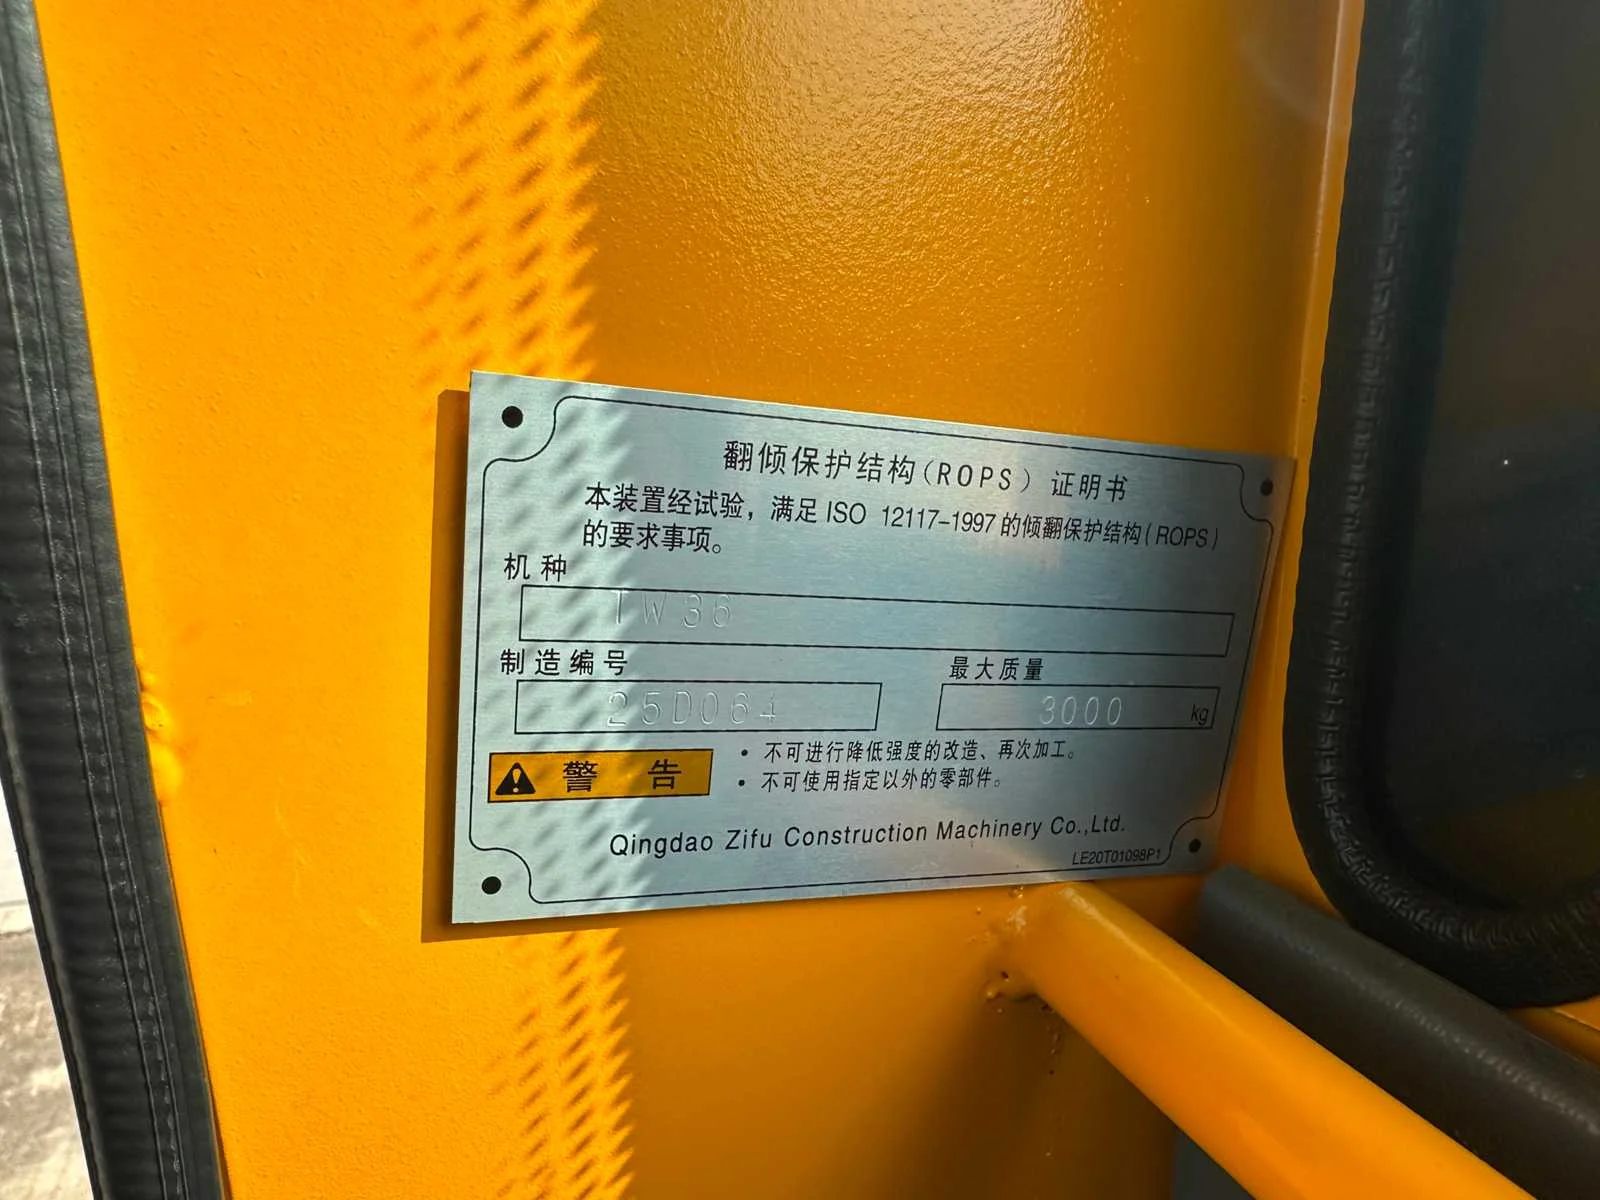 翻倾保护结构(ROPS)证明书
本装置经试验，满足 ISO 12117-1997 的倾翻保护结构(ROPS)
的要求事项。
机种
TW36
制造编号
25D064
最大质量
3000 kg
警 告
• 不可进行降低强度的改造、再次加工。
• 不可使用指定以外的零部件。
Qingdao Zifu Construction Machinery Co.,Ltd.
LE20T01098P1